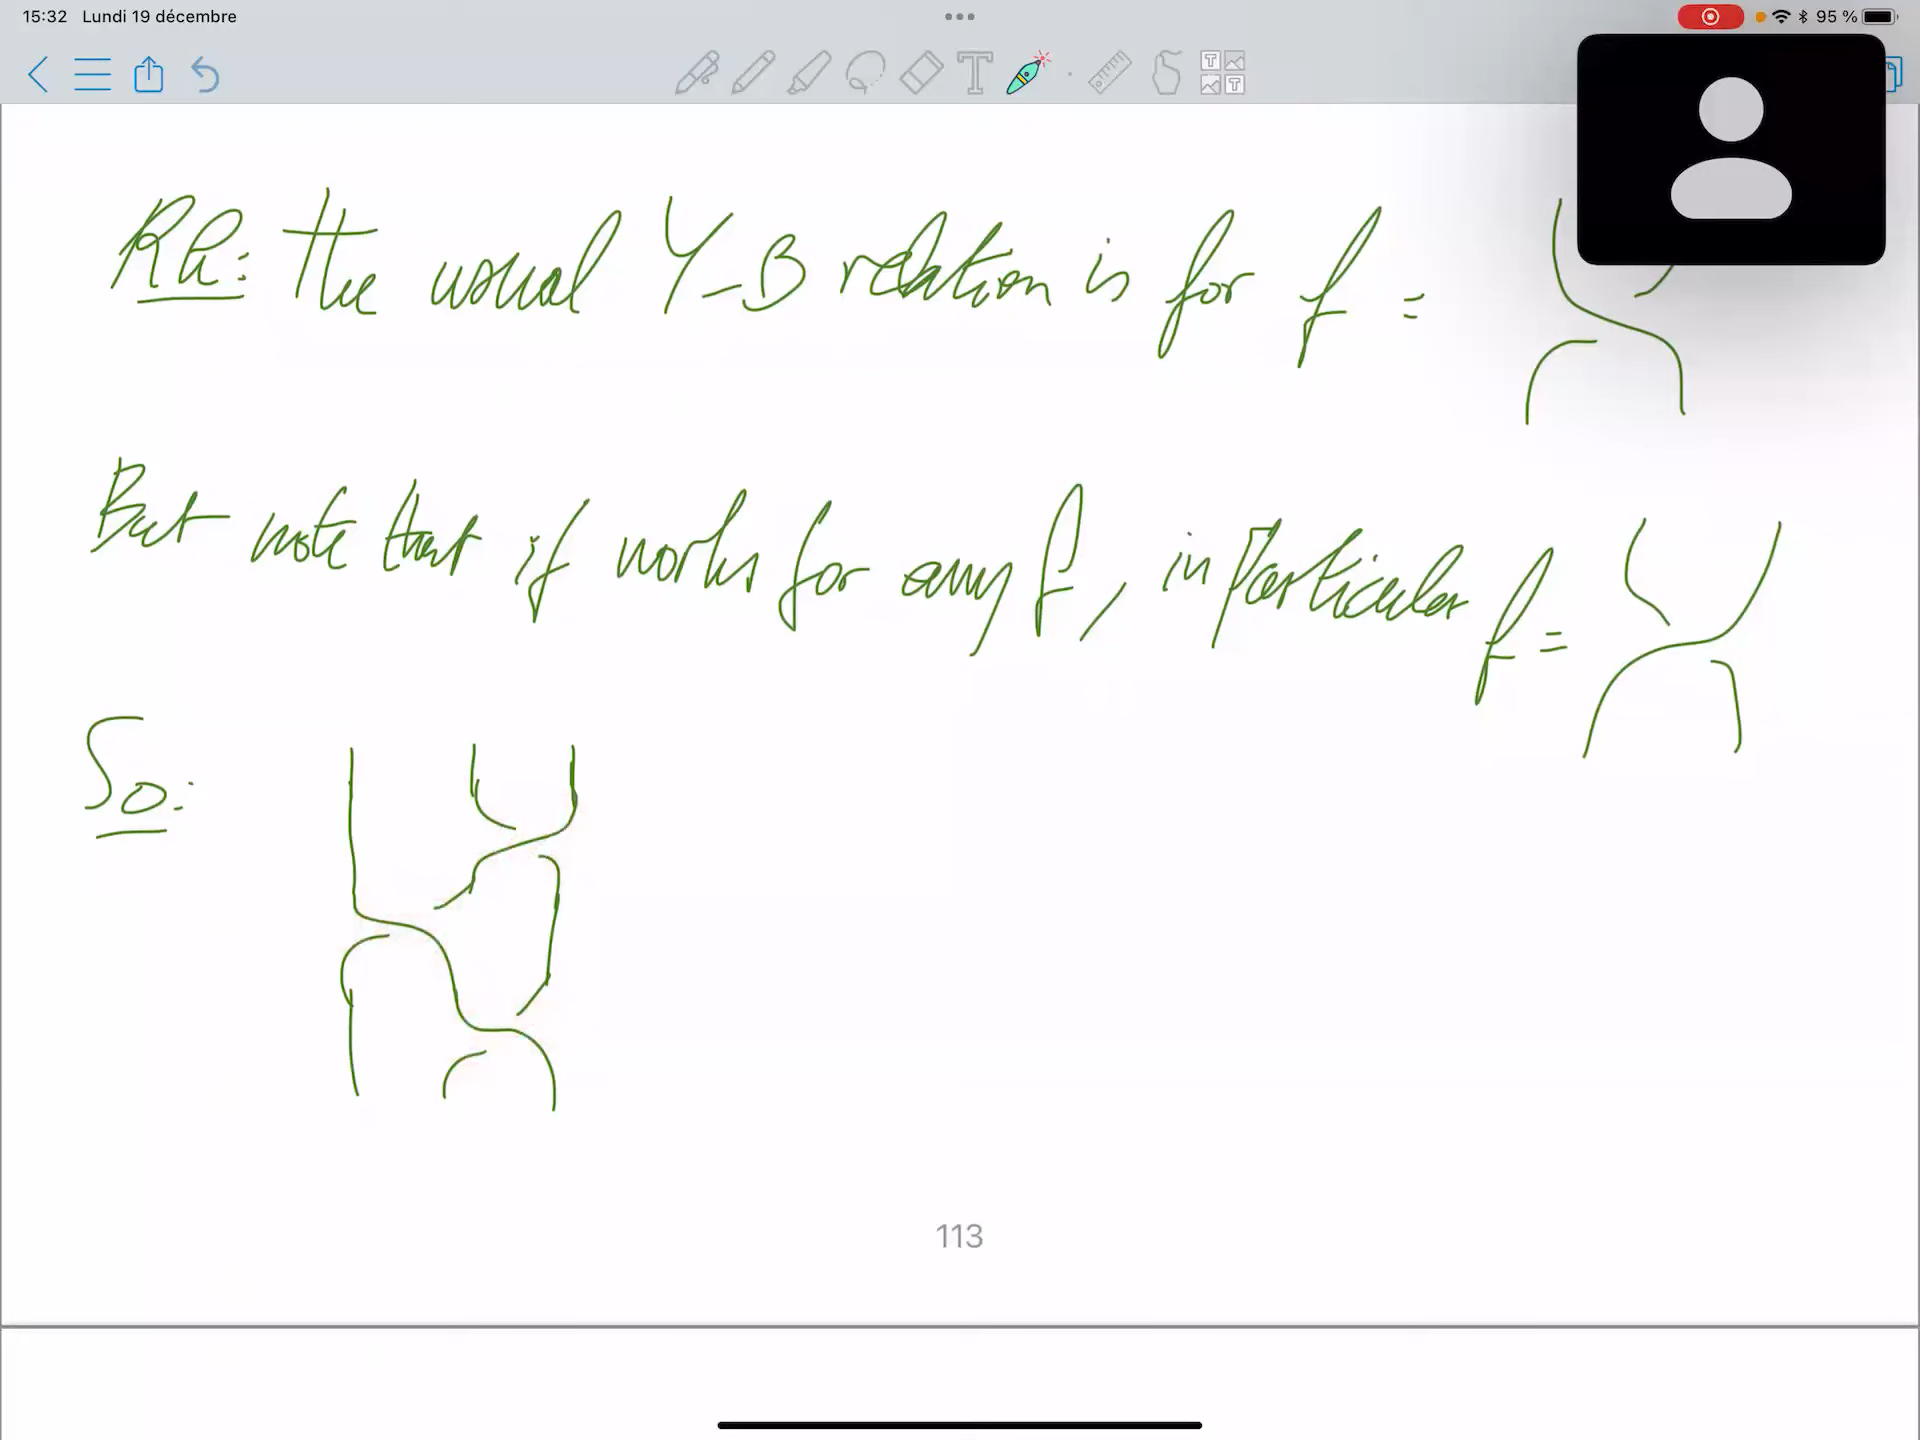 15:32 Lundi 19 décembre 95 %
Rk: the usual Y-B relation is for f =
But note that if works for any f, in particular f =
So:
113